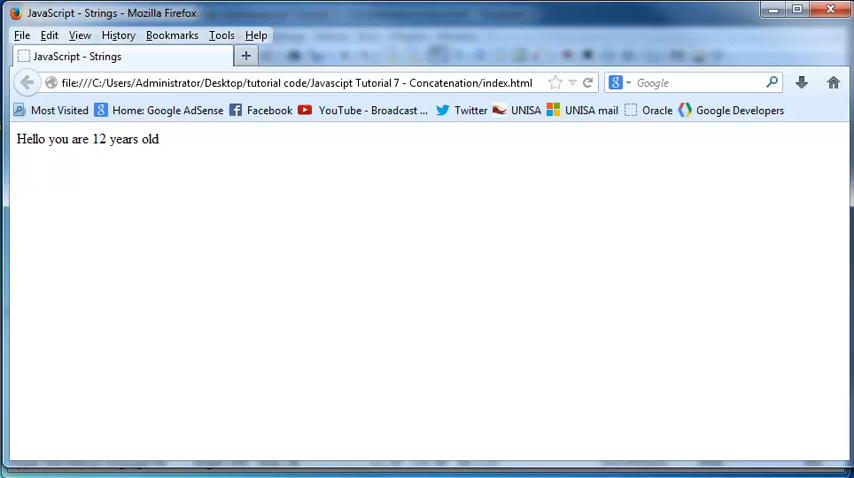 JavaScript - Strings - Mozilla Firefox
File Edit View History Bookmarks Tools Help
JavaScript - Strings +
file:///C:/Users/Administrator/Desktop/tutorial code/Javascipt Tutorial 7 - Concatenation/index.html Google
Most Visited Home: Google AdSense Facebook YouTube - Broadcast ... Twitter UNISA UNISA mail Oracle Google Developers
Hello you are 12 years old